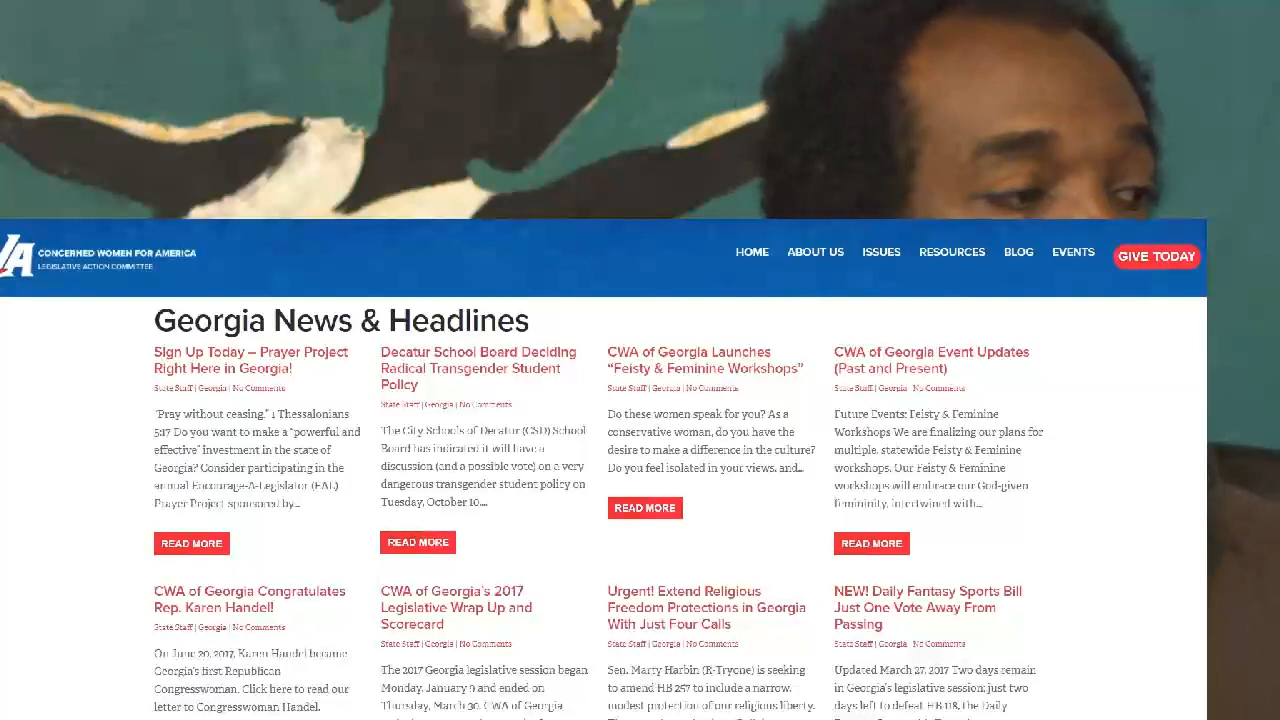 CONCERNED WOMEN FOR AMERICA
LEGISLATIVE ACTION COMMITTEE
HOME ABOUT US ISSUES RESOURCES BLOG EVENTS GIVE TODAY
Georgia News & Headlines
Sign Up Today – Prayer Project
Right Here in Georgia!
State Staff | Georgia | No Comments
"Pray without ceasing." 1 Thessalonians
5:17 Do you want to make a "powerful and
effective" investment in the state of
Georgia? Consider participating in the
annual Encourage-A-Legislator (EAL)
Prayer Project sponsored by...
READ MORE
Decatur School Board Deciding
Radical Transgender Student
Policy
State Staff | Georgia | No Comments
The City Schools of Decatur (CSD) School
Board has indicated it will have a
discussion (and a possible vote) on a very
dangerous transgender student policy on
Tuesday, October 10....
READ MORE
CWA of Georgia Launches
“Feisty & Feminine Workshops”
State Staff | Georgia | No Comments
Do these women speak for you? As a
conservative woman, do you have the
desire to make a difference in the culture?
Do you feel isolated in your views, and...
READ MORE
CWA of Georgia Event Updates
(Past and Present)
State Staff | Georgia | No Comments
Future Events: Feisty & Feminine
Workshops We are finalizing our plans for
multiple, statewide Feisty & Feminine
workshops. Our Feisty & Feminine
workshops will embrace our God-given
femininity, intertwined with...
READ MORE
CWA of Georgia Congratulates
Rep. Karen Handel!
State Staff | Georgia | No Comments
On June 20, 2017, Karen Handel became
Georgia's first Republican
Congresswoman. Click here to read our
letter to Congresswoman Handel.
CWA of Georgia’s 2017
Legislative Wrap Up and
Scorecard
State Staff | Georgia | No Comments
The 2017 Georgia legislative session began
Monday, January 9 and ended on
Thursday, March 30. CWA of Georgia
Urgent! Extend Religious
Freedom Protections in Georgia
With Just Four Calls
State Staff | Georgia | No Comments
Sen. Marty Harbin (R-Tyrone) is seeking
to amend HB 257 to include a narrow,
modest protection of our religious liberty.
NEW! Daily Fantasy Sports Bill
Just One Vote Away From
Passing
State Staff | Georgia | No Comments
Updated March 27, 2017 Two days remain
in Georgia's legislative session; just two
days left to defeat HB 118, the Daily